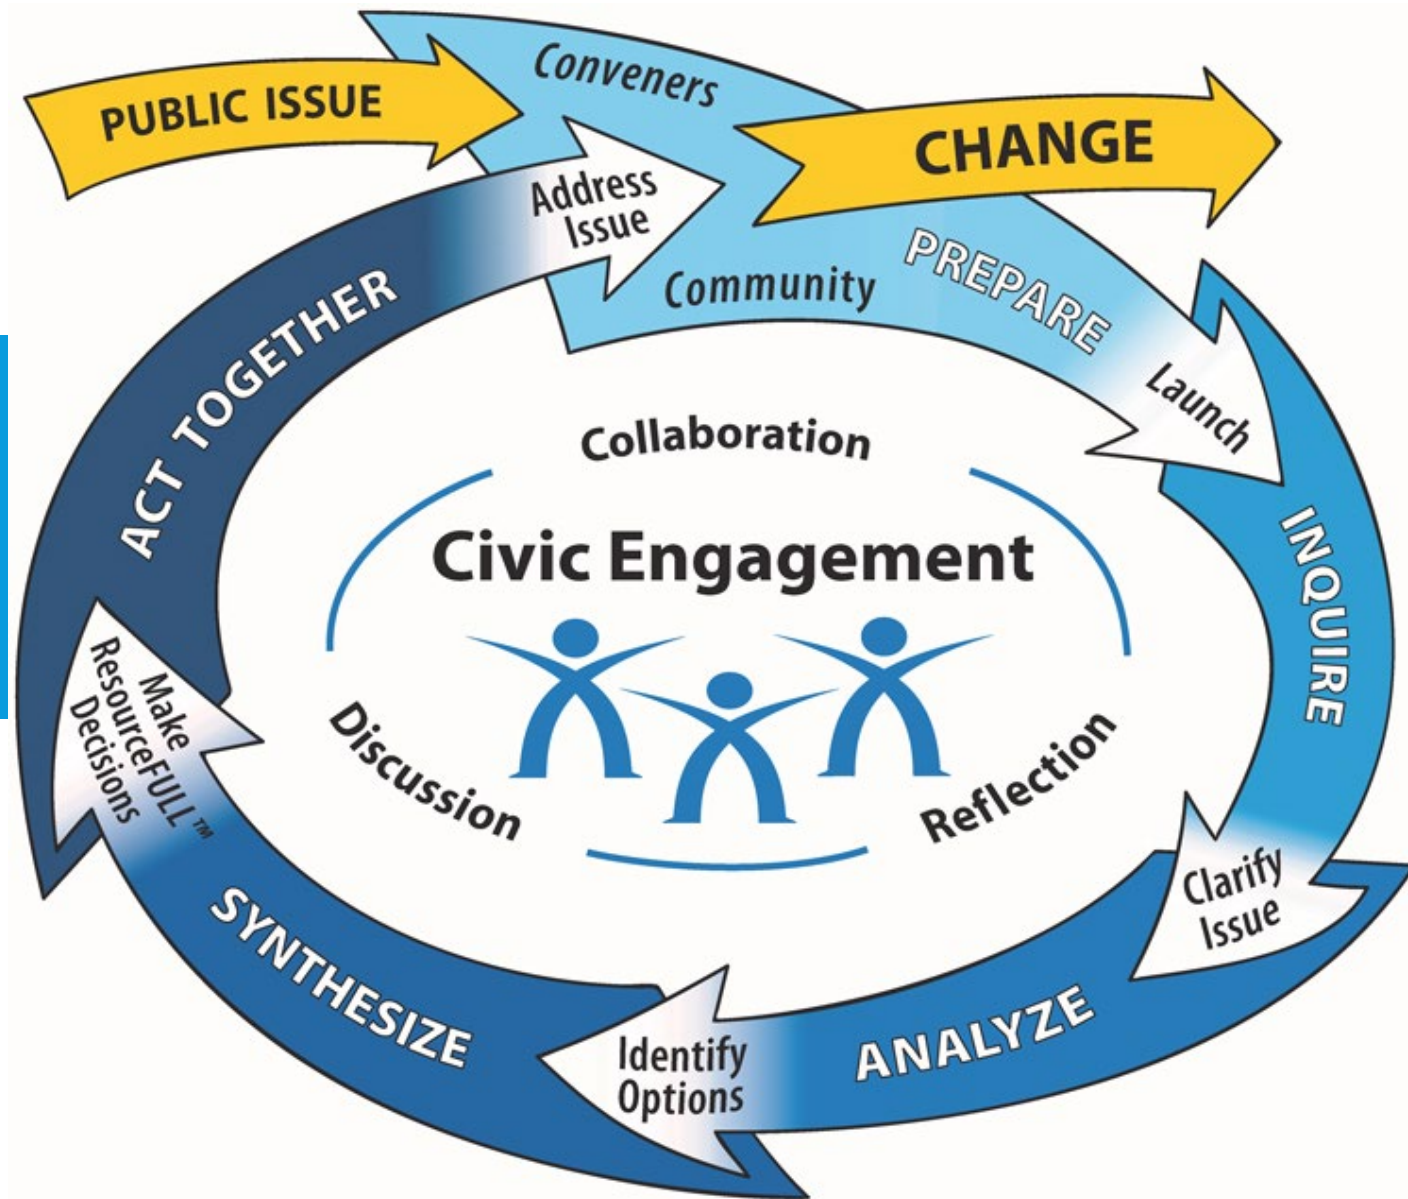 PUBLIC ISSUE
Conveners
CHANGE
Address
Issue
Community
PREPARE
Launch
INQUIRE
Clarify
Issue
ANALYZE
Identify
Options
SYNTHESIZE
Make
ResourceFULL™
Decisions
ACT TOGETHER
Collaboration
Civic Engagement
Discussion
Reflection